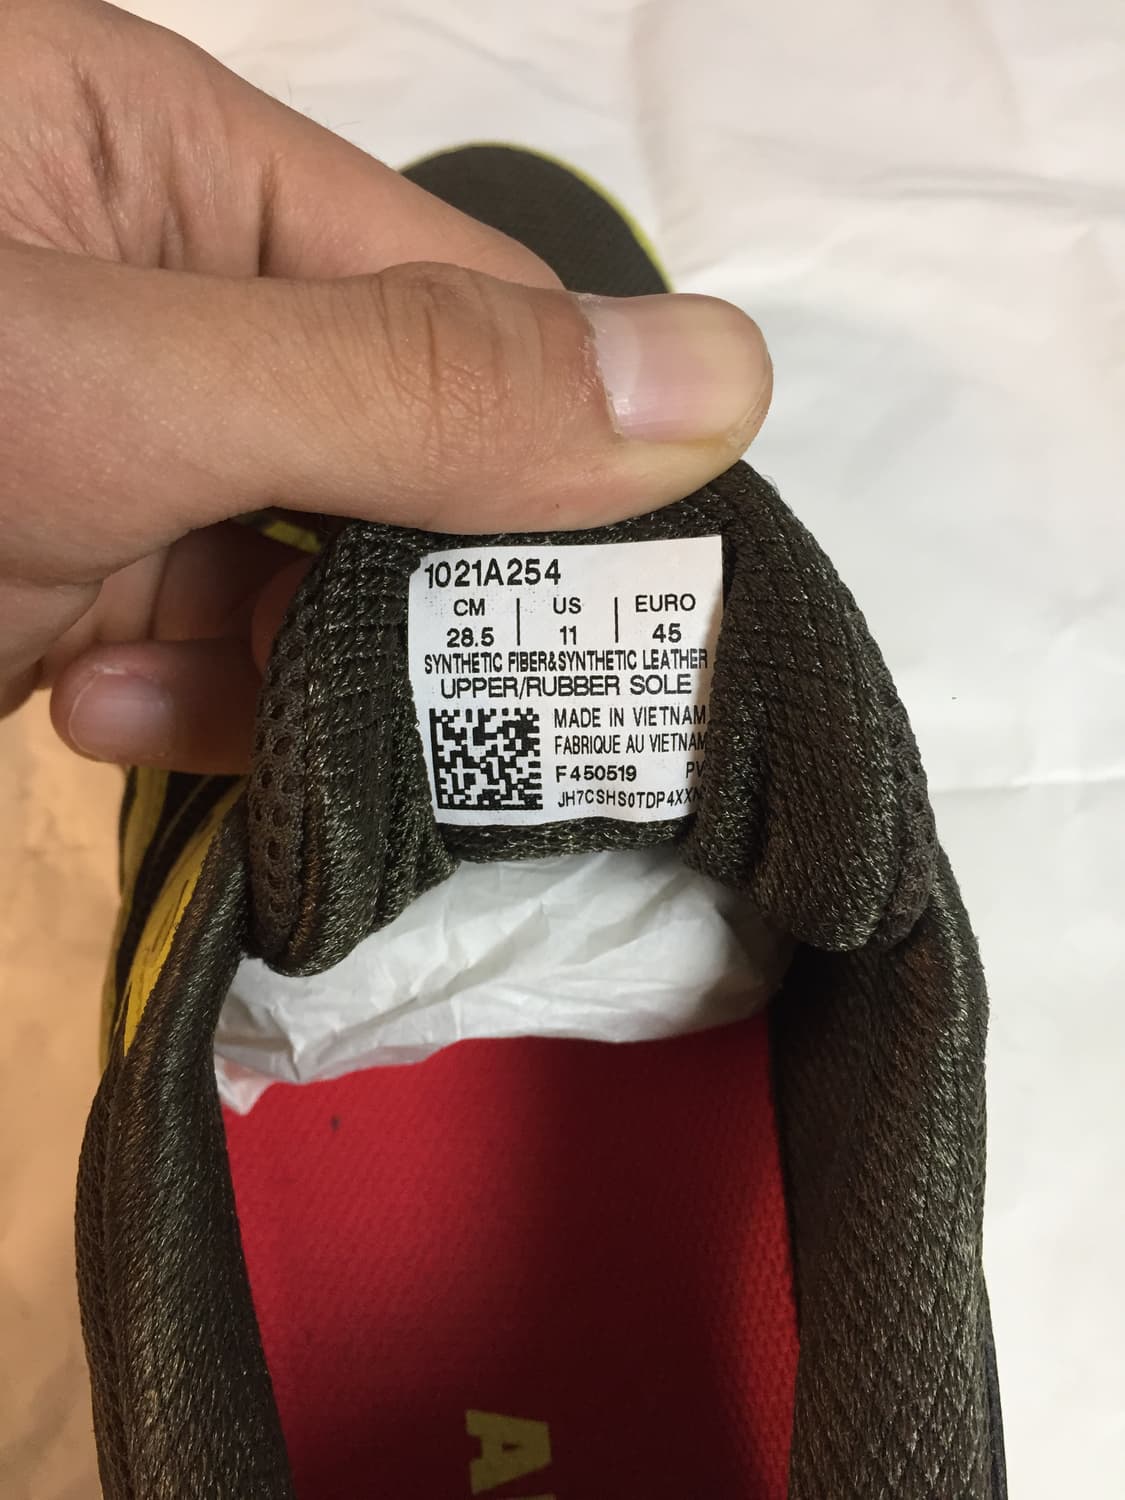 1021A254
CM | US | EURO
28.5 | 11 | 45
SYNTHETIC FIBER&SYNTHETIC LEATHER
UPPER/RUBBER SOLE
MADE IN VIETNAM
FABRIQUE AU VIETNAM
F450519 PV